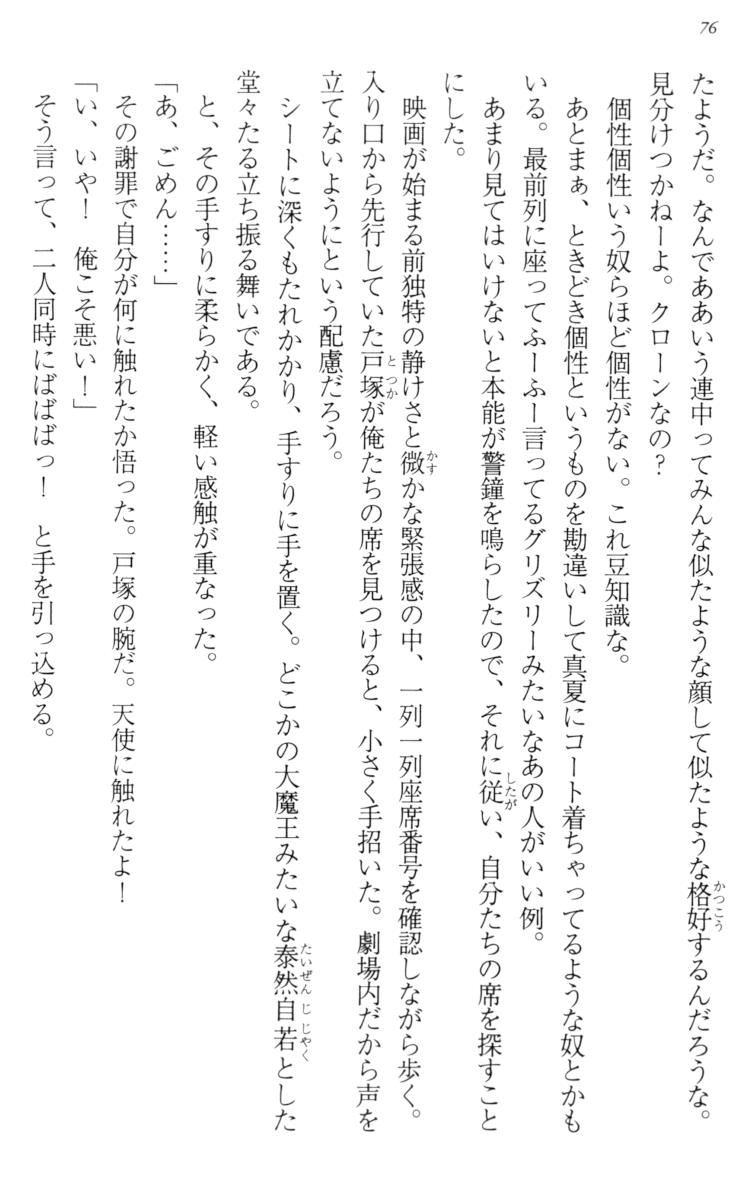 76
たようだ。なんでああいう連中ってみんな似たような顔して似たような格好するんだろうな。
見分けつかねーよ。クローンなの？
個性個性いう奴らほど個性がない。これ豆知識な。
あとまぁ、ときどき個性というものを勘違いして真夏にコート着ちゃってるような奴とかも
いる。最前列に座ってふーふー言ってるグリズリーみたいなあの人がいい例。
あまり見てはいけないと本能が警鐘を鳴らしたので、それに従い、自分たちの席を探すこと
にした。
映画が始まる前独特の静けさと微かな緊張感の中、一列一列座席番号を確認しながら歩く。
入り口から先行していた戸塚が俺たちの席を見つけると、小さく手招いた。劇場内だから声を
立てないようにという配慮だろう。
シートに深くもたれかかり、手すりに手を置く。どこかの大魔王みたいな泰然自若とした
堂々たる立ち振る舞いである。
と、その手すりに柔らかく、軽い感触が重なった。
「あ、ごめん……」
その謝罪で自分が何に触れたか悟った。戸塚の腕だ。天使に触れたよ！
「い、いや！　俺こそ悪い！」
そう言って、二人同時にばばばっ！　と手を引っ込める。